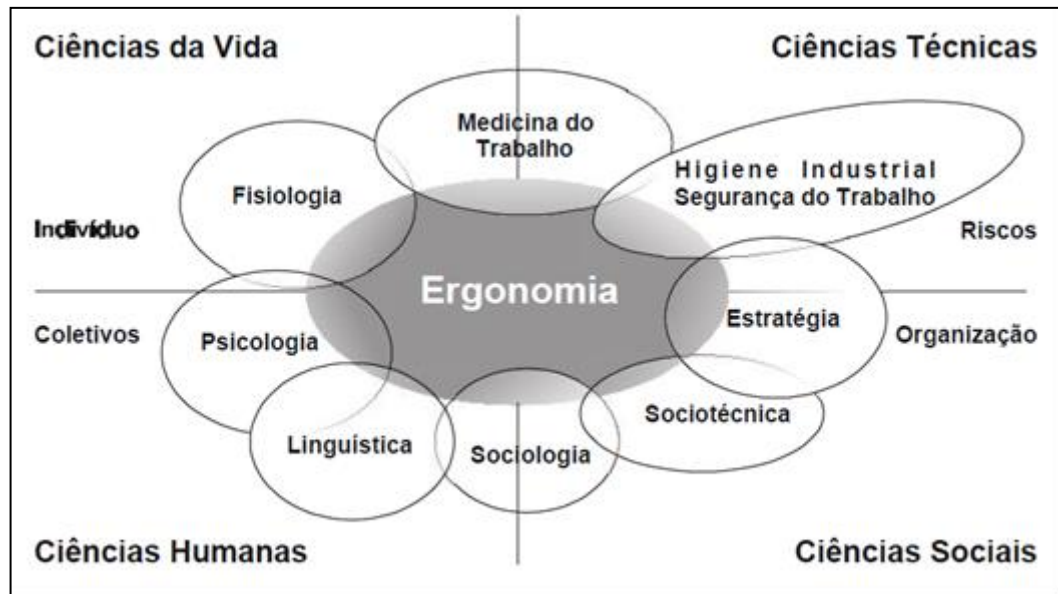 Ciências da Vida
Ciências Técnicas
Medicina do
Trabalho
Higiene Industrial
Segurança do Trabalho
Fisiologia
Indivíduo
Riscos
Ergonomia
Coletivos
Psicologia
Estratégia
Organização
Linguística
Sociologia
Sociotécnica
Ciências Humanas
Ciências Sociais